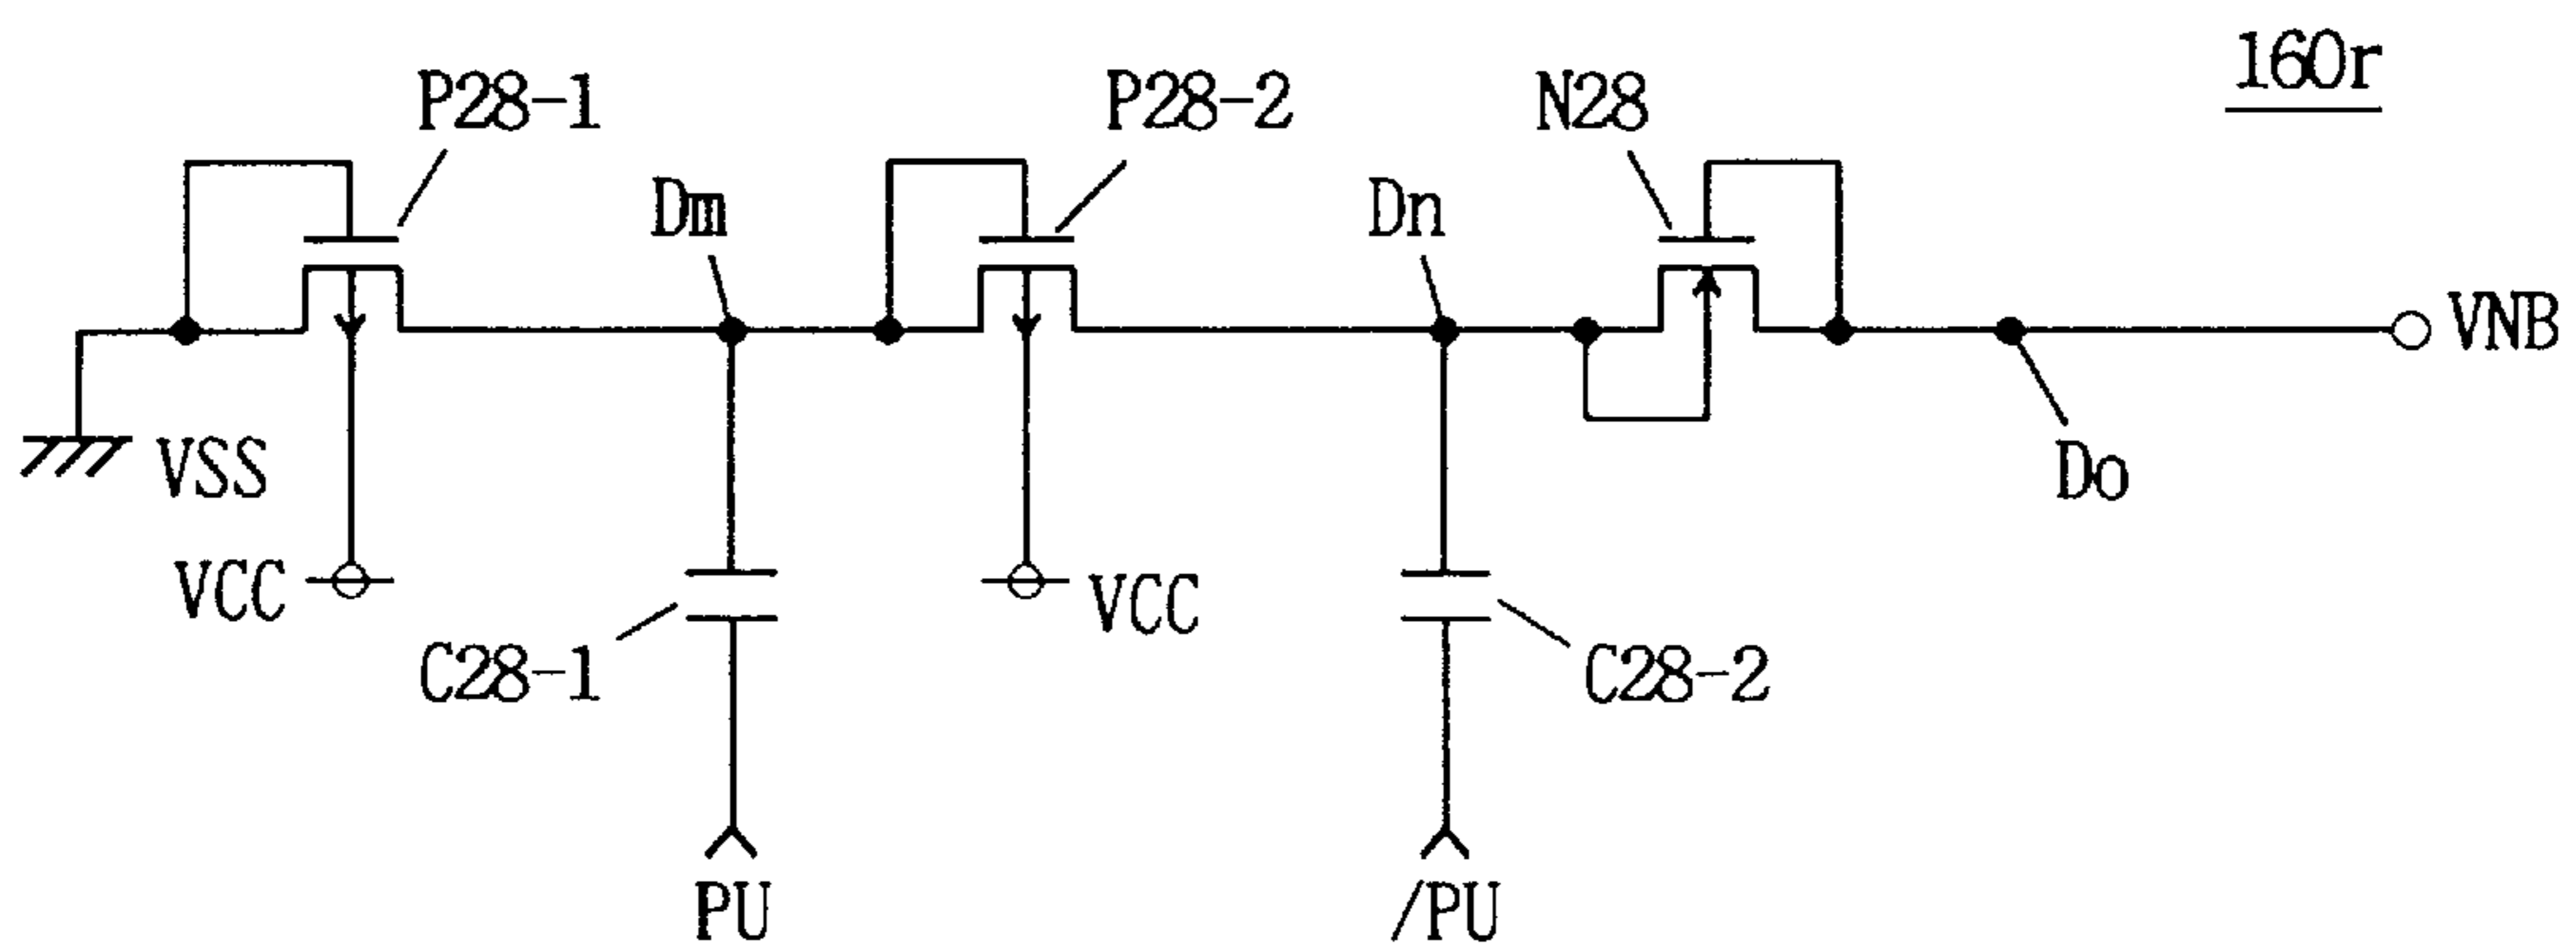 160r
P28-1
P28-2
N28
Dm
Dn
VNB
VSS
Do
VCC
VCC
C28-1
C28-2
PU
/PU